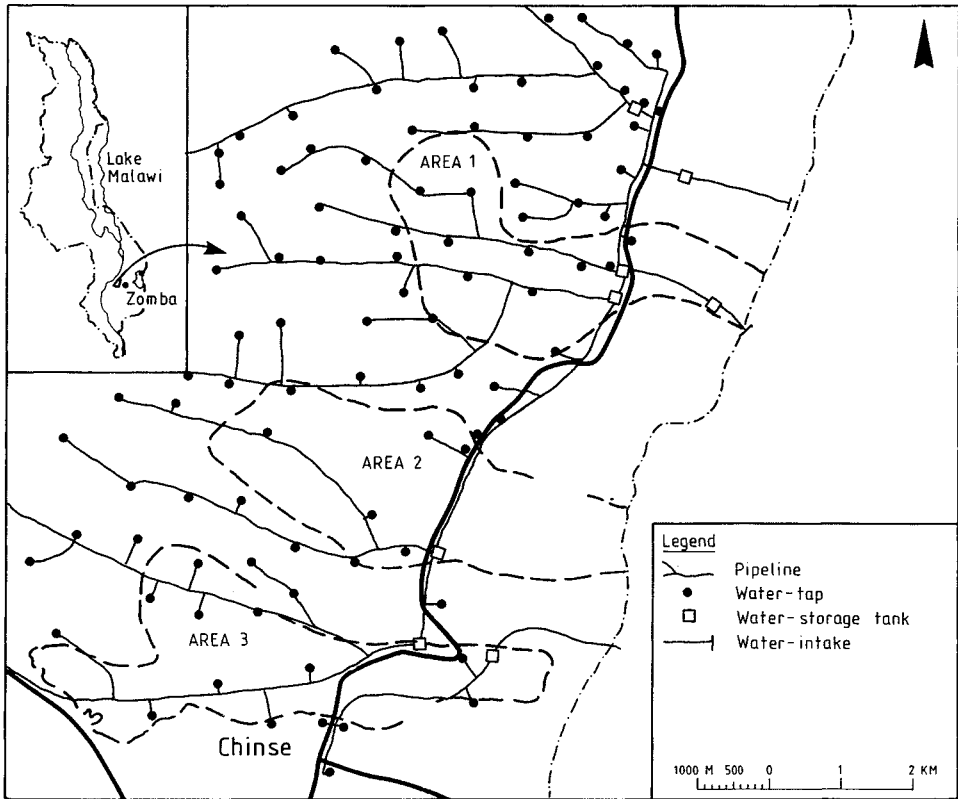 Lake
Malawi
Zomba
AREA 1
AREA 2
AREA 3
Chinse
Legend
Pipeline
Water-tap
Water-storage tank
Water-intake
1000 M 500 0 1 2 KM